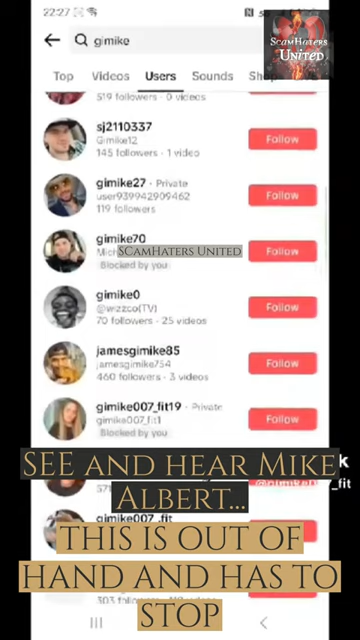 22:27
gimike
SCAMHATERS
UNITED
Top Videos Users Sounds
519 followers · 0 videos
sj2110337
Gimike12
145 followers · 1 video
Follow
gimike27 · Private
user939942909462
119 followers
Follow
gimike70
SCAMHATERS UNITED
Blocked by you
Follow
gimike0
@wizzco(TV)
70 followers · 25 videos
Follow
jamesgimike85
jamesgimike754
460 followers · 3 videos
Follow
gimike007_fit19 · Private
gimike007_fit1
Blocked by you
Follow
SEE AND HEAR MIKE
ALBERT...
THIS IS OUT OF
HAND AND HAS TO
STOP
gimike007_.fit